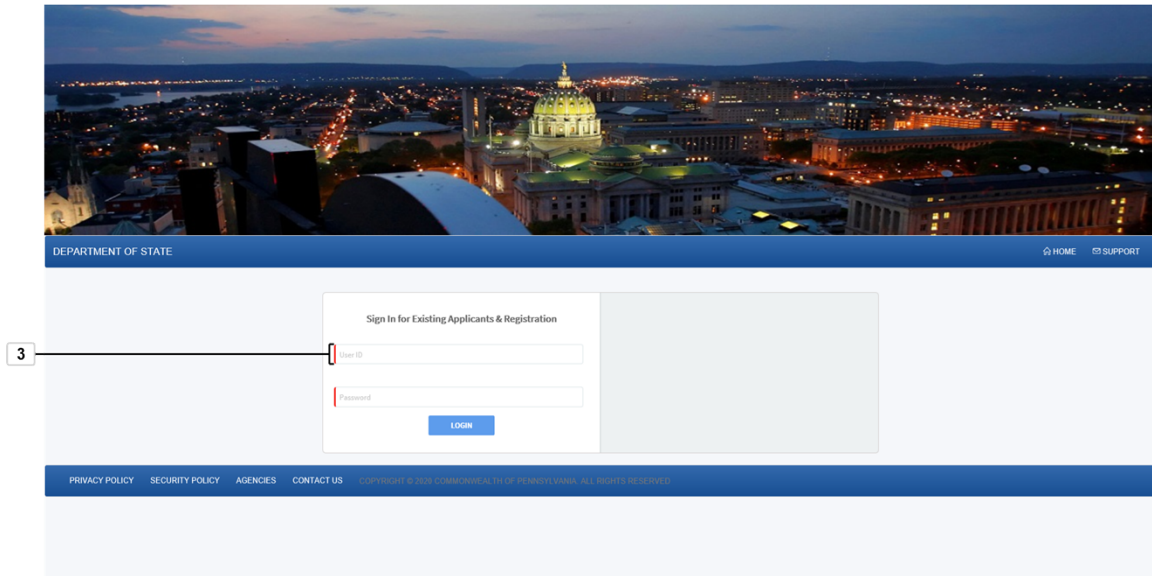 DEPARTMENT OF STATE
HOME SUPPORT
Sign In for Existing Applicants & Registration
3
User ID
Password
LOGIN
PRIVACY POLICY SECURITY POLICY AGENCIES CONTACT US COPYRIGHT © 2020 COMMONWEALTH OF PENNSYLVANIA. ALL RIGHTS RESERVED